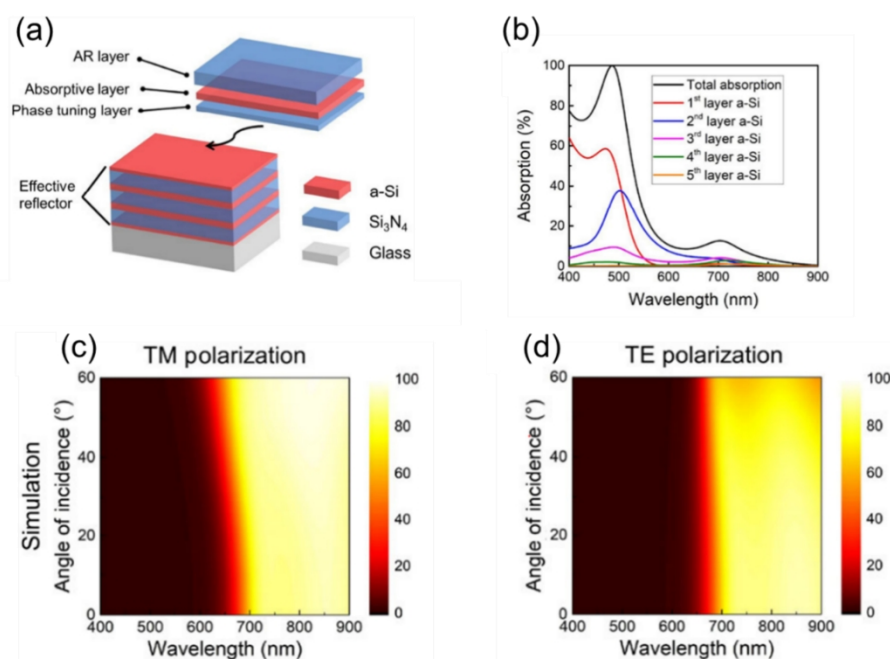 (a)
AR layer
Absorptive layer
Phase tuning layer
Effective
reflector
a-Si
Si₃N₄
Glass
(b)
Absorption (%)
100
80
60
40
20
0
Total absorption
1st layer a-Si
2nd layer a-Si
3rd layer a-Si
4th layer a-Si
5th layer a-Si
400 500 600 700 800 900
Wavelength (nm)
(c)
TM polarization
Simulation
Angle of incidence (°)
60
40
20
0
400 500 600 700 800 900
Wavelength (nm)
100
80
60
40
20
0
(d)
TE polarization
Angle of incidence (°)
60
40
20
0
400 500 600 700 800 900
Wavelength (nm)
100
80
60
40
20
0